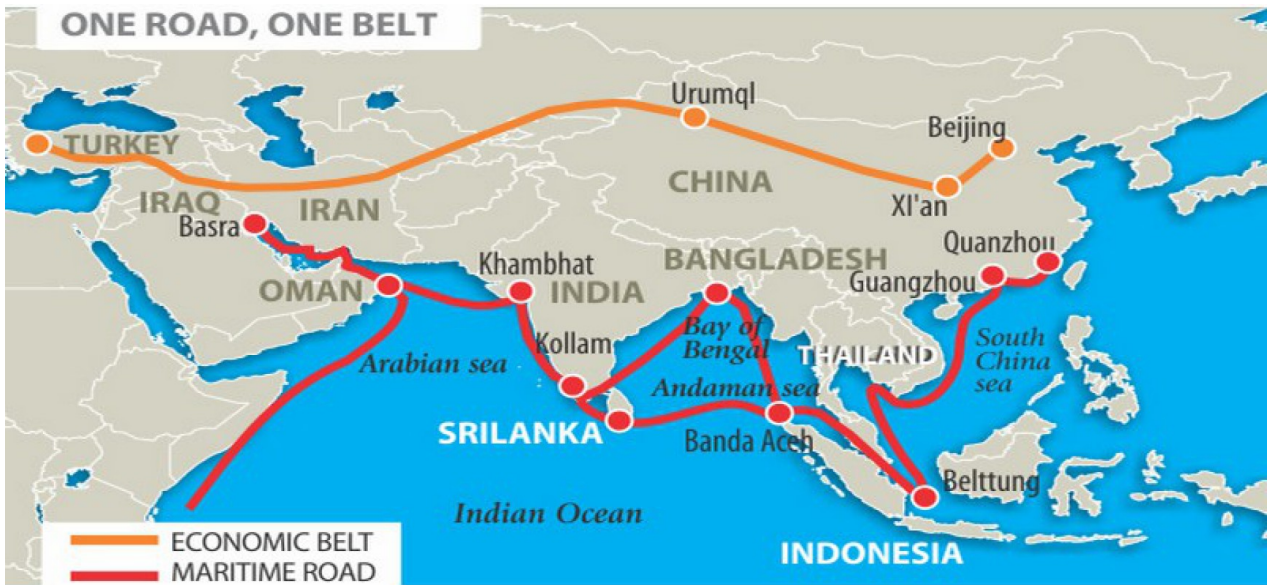 ONE ROAD, ONE BELT
Urumql
Beijing
TURKEY
CHINA
XI'an
IRAQ
IRAN
Basra
Quanzhou
Khambhat
BANGLADESH
Guangzhou
OMAN
INDIA
Kollam
Bay of
Bengal
South
China
sea
THAILAND
Arabian sea
Andaman sea
SRILANKA
Banda Aceh
Belttung
Indian Ocean
INDONESIA
ECONOMIC BELT
MARITIME ROAD